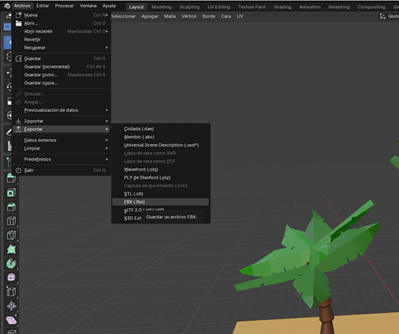 Archivo Editar Procesar Ventana Ayuda
Layout Modeling Sculpting UV Editing Texture Paint Shading Animation Rendering Compositing
Seleccionar Agregar Malla Vértice Borde Cara UV
Nueva Ctrl N
Abrir... Ctrl O
Abrir reciente Mayúsculas Ctrl O
Revertir
Recuperar
Guardar Ctrl S
Guardar (incremental) Ctrl Alt S
Guardar como... Mayúsculas Ctrl S
Guardar copia...
Vincular...
Anexar...
Previsualización de datos
Importar
Exportar
Datos externos
Limpiar
Predefinidos
Salir Ctrl Q
Collada (.dae)
Alembic (.abc)
Universal Scene Description (.usd*)
Lápiz de cera como SVG
Lápiz de cera como PDF
Wavefront (.obj)
PLY de Stanford (.ply)
Captura de movimiento (.bvh)
STL (.stl)
FBX (.fbx)
glTF 2.0
X3D Ext
Guardar un archivo FBX.